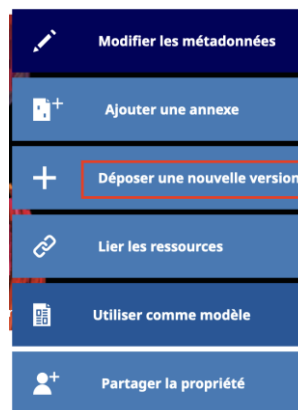 Modifier les métadonnées
Ajouter une annexe
Déposer une nouvelle version
Lier les ressources
Utiliser comme modèle
Partager la propriété